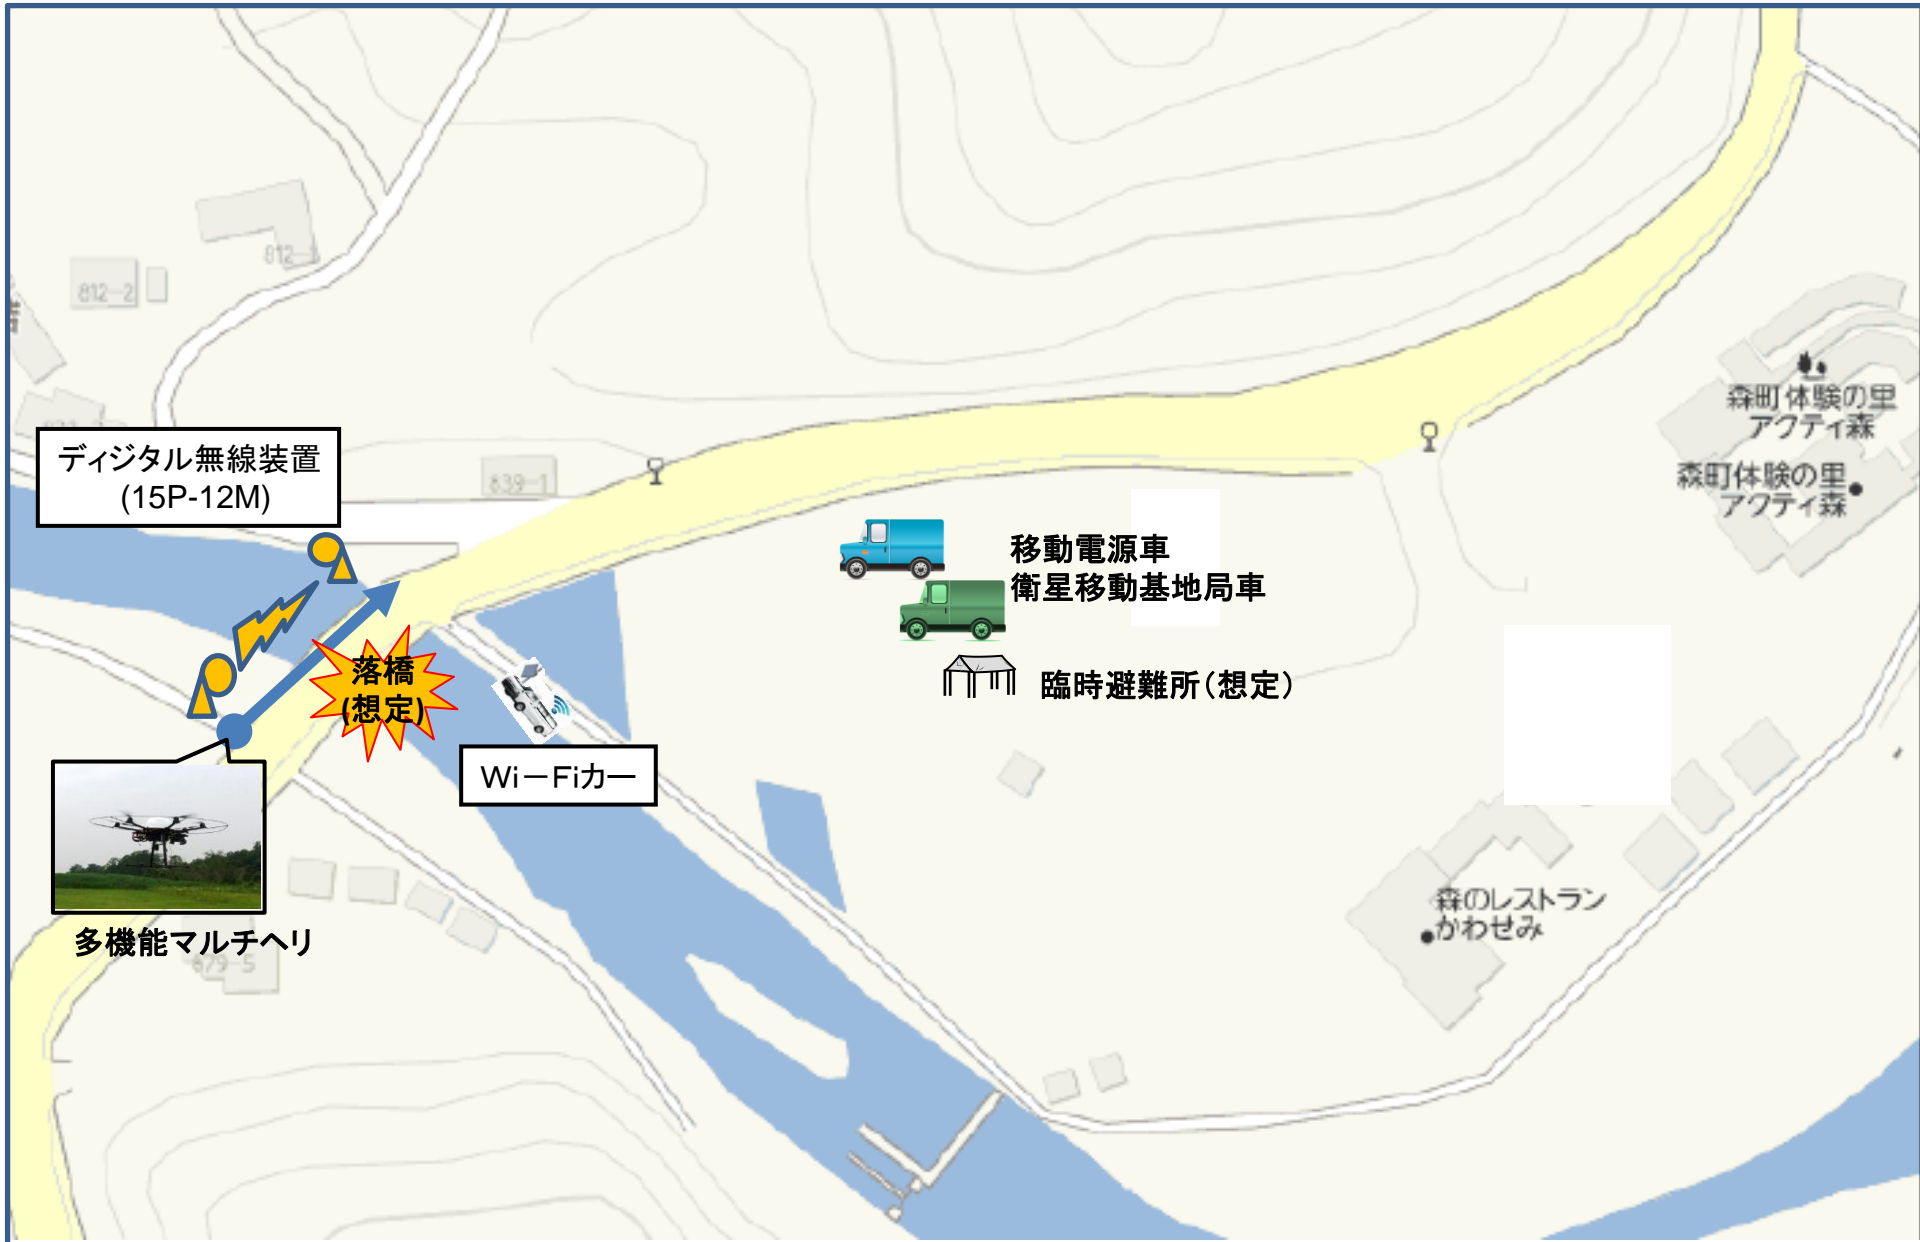 812-2
ディジタル無線装置
(15P-12M)
839-1
森町体験の里
アクティ森
森町体験の里
アクティ森
移動電源車
衛星移動基地局車
臨時避難所(想定)
落橋
(想定)
Wi-Fiカー
多機能マルチヘリ
679-5
森のレストラン
かわせみ